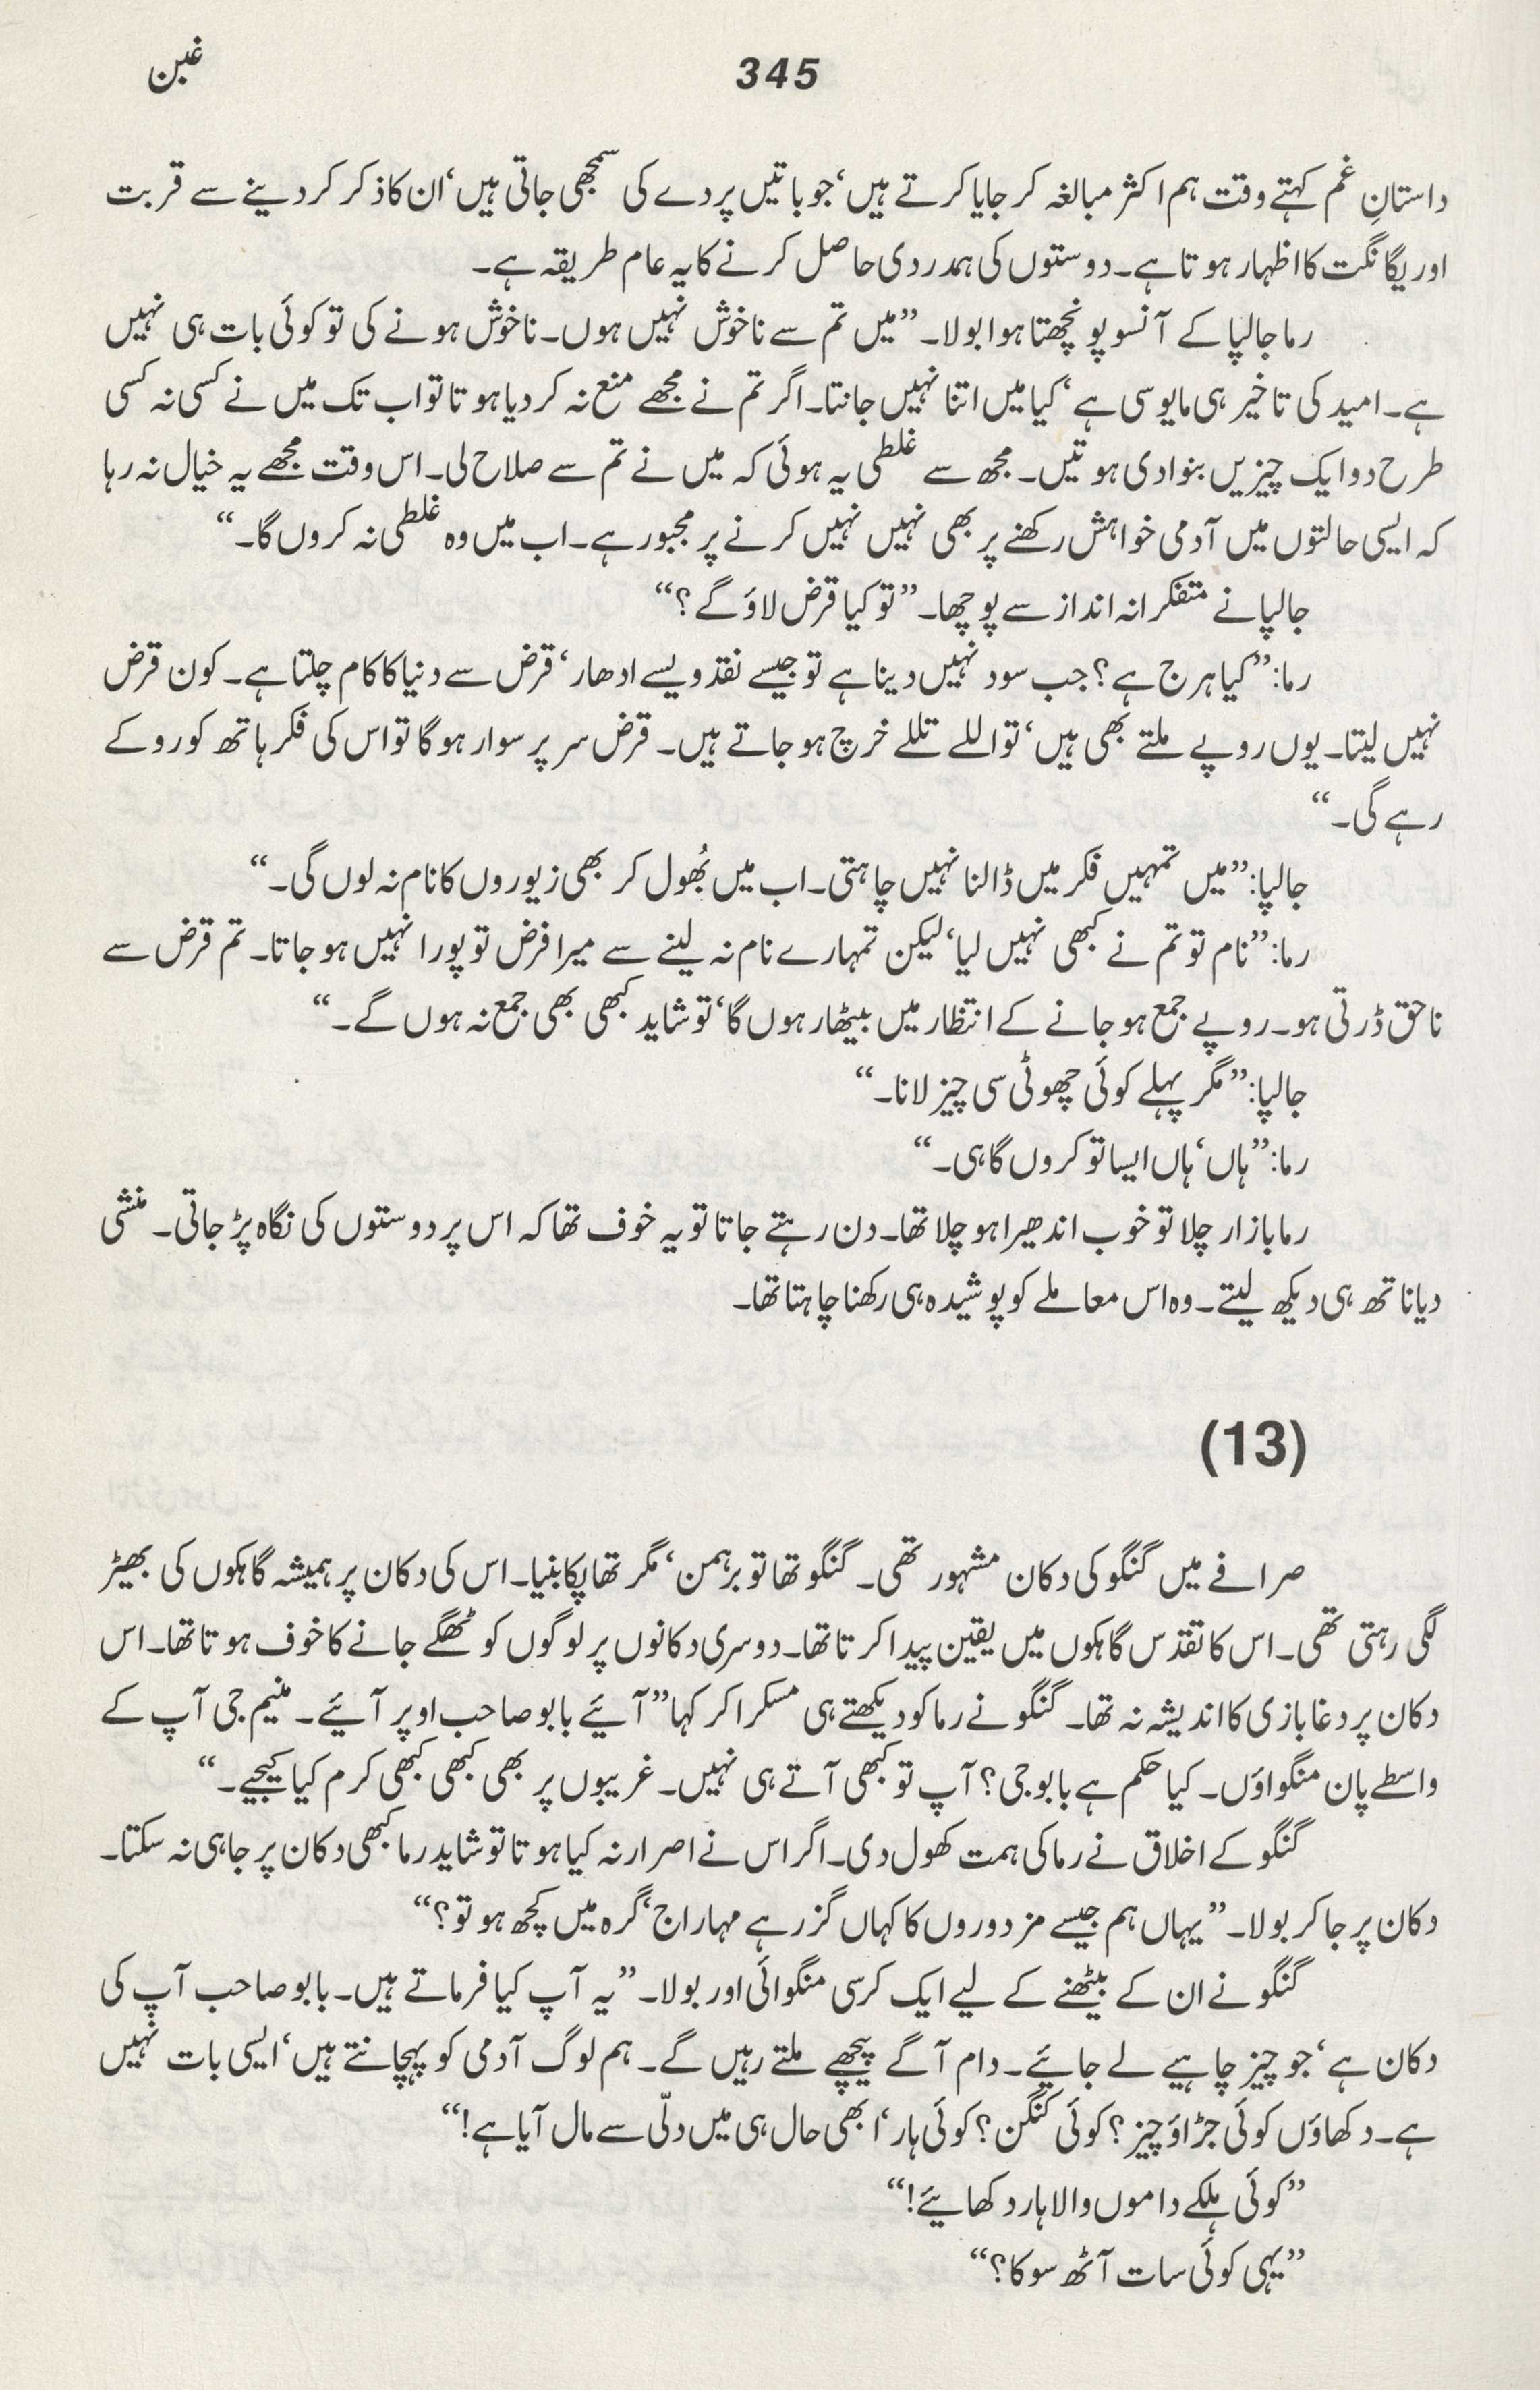 غبن
345
داستانِ غم کہتے وقت ہم اکثر مبالغہ کر جایا کرتے ہیں‘ جو باتیں پردے کی سمجھی جاتی ہیں‘ ان کا ذکر کر دینے سے قربت
اور یگانگت کا اظہار ہوتا ہے۔ دوستوں کی ہمدردی حاصل کرنے کا یہ عام طریقہ ہے۔
رما جالپا کے آنسو پونچھتا ہوا بولا۔ ”میں تم سے ناخوش نہیں ہوں۔ ناخوش ہونے کی تو کوئی بات ہی نہیں
ہے۔ امید کی تاخیر ہی مایوسی ہے‘ کیا میں اتنا نہیں جانتا۔ اگر تم نے مجھے منع نہ کر دیا ہوتا تو اب تک میں نے کسی نہ کسی
طرح دو ایک چیزیں بنوا دی ہوتیں۔ مجھ سے غلطی یہ ہوئی کہ میں نے تم سے صلاح لی۔ اس وقت مجھے یہ خیال نہ رہا
کہ ایسی حالتوں میں آدمی خواہش رکھنے پر بھی نہیں نہیں کرنے پر مجبور ہے۔ اب میں وہ غلطی نہ کروں گا۔“
جالپا نے متفکرانہ انداز سے پوچھا۔ ”تو کیا قرض لاؤ گے؟“
رما: ”کیا ہرج ہے؟ جب سود نہیں دینا ہے تو جیسے نقد ویسے ادھار‘ قرض سے دنیا کا کام چلتا ہے۔ کون قرض
نہیں لیتا۔ یوں روپے ملتے بھی ہیں‘ تو اللے تللے خرچ ہو جاتے ہیں۔ قرض سر پر سوار ہوگا تو اس کی فکر ہاتھ کو روکے
رہے گی۔“
جالپا: ”میں تمہیں فکر میں ڈالنا نہیں چاہتی۔ اب میں بُھول کر بھی زیوروں کا نام نہ لوں گی۔“
رما: ”نام تو تم نے کبھی نہیں لیا‘ لیکن تمہارے نام نہ لینے سے میرا فرض تو پورا نہیں ہو جاتا۔ تم قرض سے
ناحق ڈرتی ہو۔ روپے جمع ہو جانے کے انتظار میں بیٹھا رہوں گا‘ تو شاید کبھی بھی جمع نہ ہوں گے۔“
جالپا: ”مگر پہلے کوئی چھوٹی سی چیز لانا۔“
رما: ”ہاں‘ ہاں ایسا تو کروں گا ہی۔“
رما بازار چلا تو خوب اندھیرا ہو چلا تھا۔ دن رہتے جاتا تو یہ خوف تھا کہ اس پر دوستوں کی نگاہ پڑ جاتی۔ منشی
دیاناتھ ہی دیکھ لیتے۔ وہ اس معاملے کو پوشیدہ ہی رکھنا چاہتا تھا۔
(13)
صرافے میں گنگو کی دکان مشہور تھی۔ گنگو تھا تو برہمن‘ مگر تھا پکا بنیا۔ اس کی دکان پر ہمیشہ گاہکوں کی بھیڑ
لگی رہتی تھی۔ اس کا تقدس گاہکوں میں یقین پیدا کرتا تھا۔ دوسری دکانوں پر لوگوں کو ٹھگے جانے کا خوف ہوتا تھا۔ اس
دکان پر دغابازی کا اندیشہ نہ تھا۔ گنگو نے رما کو دیکھتے ہی مسکرا کر کہا ”آئیے بابو صاحب اوپر آئیے۔ منیم جی آپ کے
واسطے پان منگواؤں۔ کیا حکم ہے بابو جی؟ آپ تو کبھی آتے ہی نہیں۔ غریبوں پر بھی کبھی کبھی کرم کیا کیجیے۔“
گنگو کے اخلاق نے رما کی ہمت کھول دی۔ اگر اس نے اصرار نہ کیا ہوتا تو شاید رما کبھی دکان پر جا ہی نہ سکتا۔
دکان پر جا کر بولا۔ ”یہاں ہم جیسے مزدوروں کا کہاں گزر ہے مہاراج‘ گرہ میں کچھ ہو تو؟“
گنگو نے ان کے بیٹھنے کے لیے ایک کرسی منگوائی اور بولا۔ ”یہ آپ کیا فرماتے ہیں۔ بابو صاحب آپ کی
دکان ہے‘ جو چیز چاہیے لے جائیے۔ دام آگے پیچھے ملتے رہیں گے۔ ہم لوگ آدمی کو پہچانتے ہیں‘ ایسی بات نہیں
ہے۔ دکھاؤں کوئی جڑاؤ چیز؟ کوئی کنگن؟ کوئی ہار‘ ابھی حال ہی میں دلّی سے مال آیا ہے!“
”کوئی ہلکے داموں والا ہار دکھایئے!“
”یہی کوئی سات آٹھ سو کا؟“